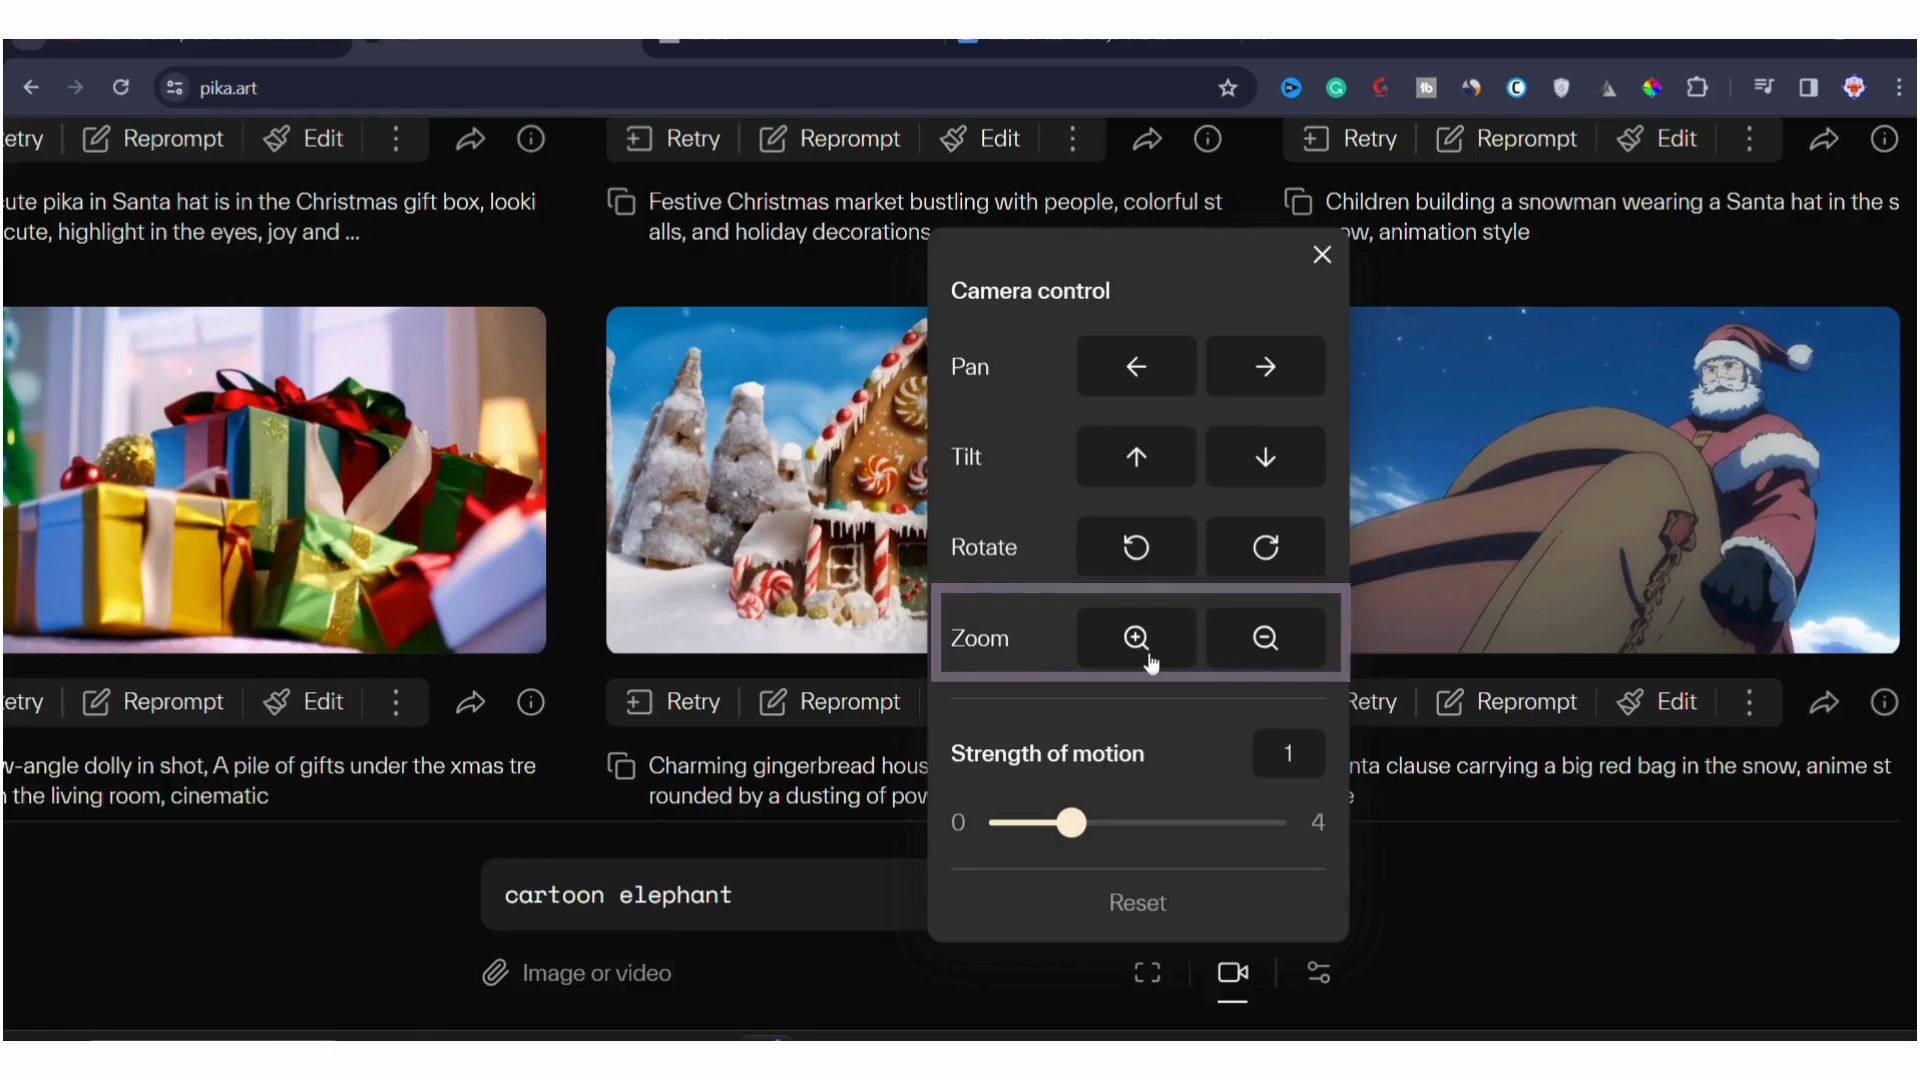 pika.art
etry Reprompt Edit
Retry Reprompt Edit
Retry Reprompt Edit
ute pika in Santa hat is in the Christmas gift box, looki
cute, highlight in the eyes, joy and ...
Festive Christmas market bustling with people, colorful st
alls, and holiday decorations
Children building a snowman wearing a Santa hat in the s
ow, animation style
Camera control
Pan
Tilt
Rotate
Zoom
Strength of motion 1
0 4
Reset
etry Reprompt Edit
Retry Reprompt
Retry Reprompt Edit
w-angle dolly in shot, A pile of gifts under the xmas tre
the living room, cinematic
Charming gingerbread hous
rounded by a dusting of pow
nta clause carrying a big red bag in the snow, anime st
e
cartoon elephant
Image or video